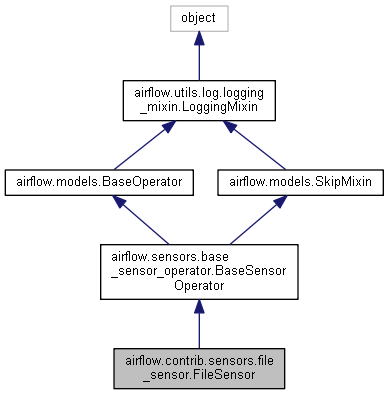 object
airflow.utils.log.logging
_mixin.LoggingMixin
airflow.models.BaseOperator
airflow.models.SkipMixin
airflow.sensors.base
_sensor_operator.BaseSensor
Operator
airflow.contrib.sensors.file
_sensor.FileSensor